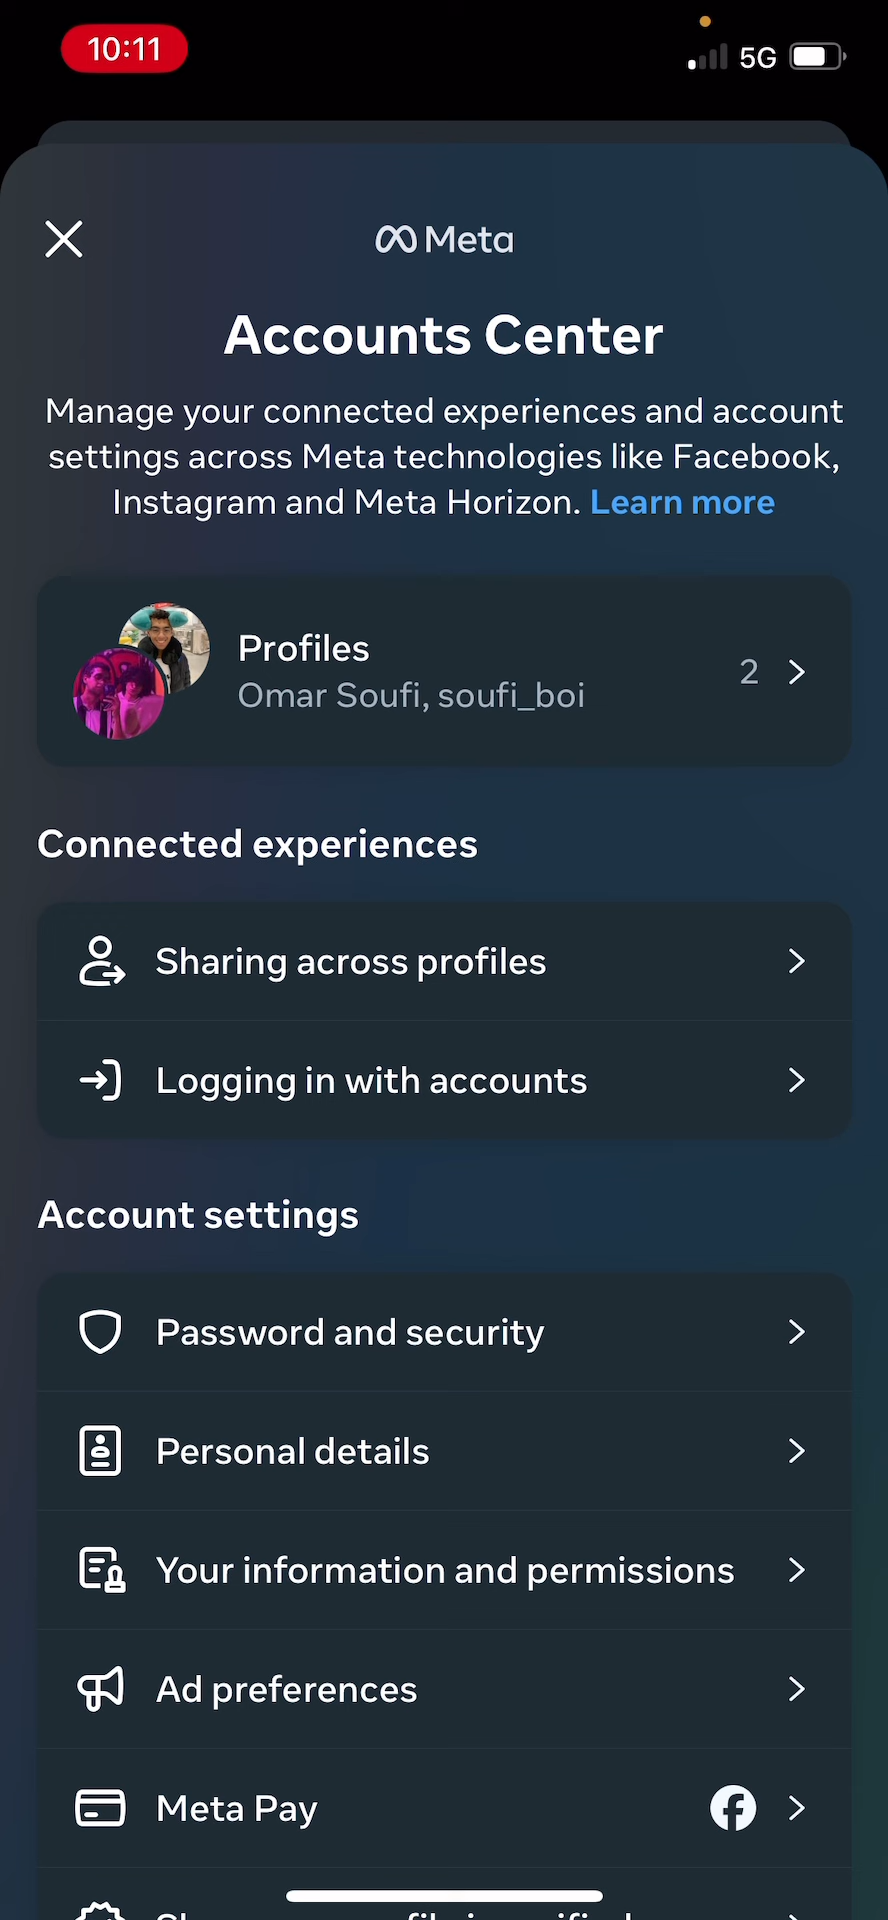 10:11
5G
Meta
Accounts Center
Manage your connected experiences and account
settings across Meta technologies like Facebook,
Instagram and Meta Horizon. Learn more
Profiles
2
Omar Soufi, soufi_boi
Connected experiences
Sharing across profiles
Logging in with accounts
Account settings
Password and security
Personal details
Your information and permissions
Ad preferences
Meta Pay